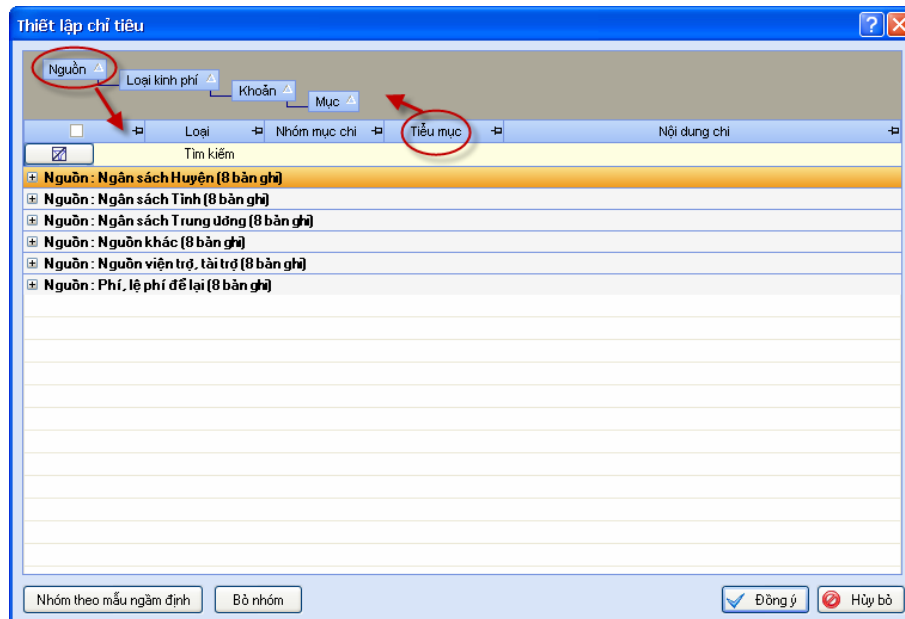 Thiết lập chỉ tiêu
Nguồn
Loại kinh phí
Khoản
Mục
Loại Nhóm mục chi Tiểu mục Nội dung chi
Tìm kiếm
Nguồn : Ngân sách Huyện (8 bản ghi)
Nguồn : Ngân sách Tỉnh (8 bản ghi)
Nguồn : Ngân sách Trung ương (8 bản ghi)
Nguồn : Nguồn khác (8 bản ghi)
Nguồn : Nguồn viện trợ, tài trợ (8 bản ghi)
Nguồn : Phí, lệ phí để lại (8 bản ghi)
Nhóm theo mẫu ngầm định Bỏ nhóm Đồng ý Hủy bỏ